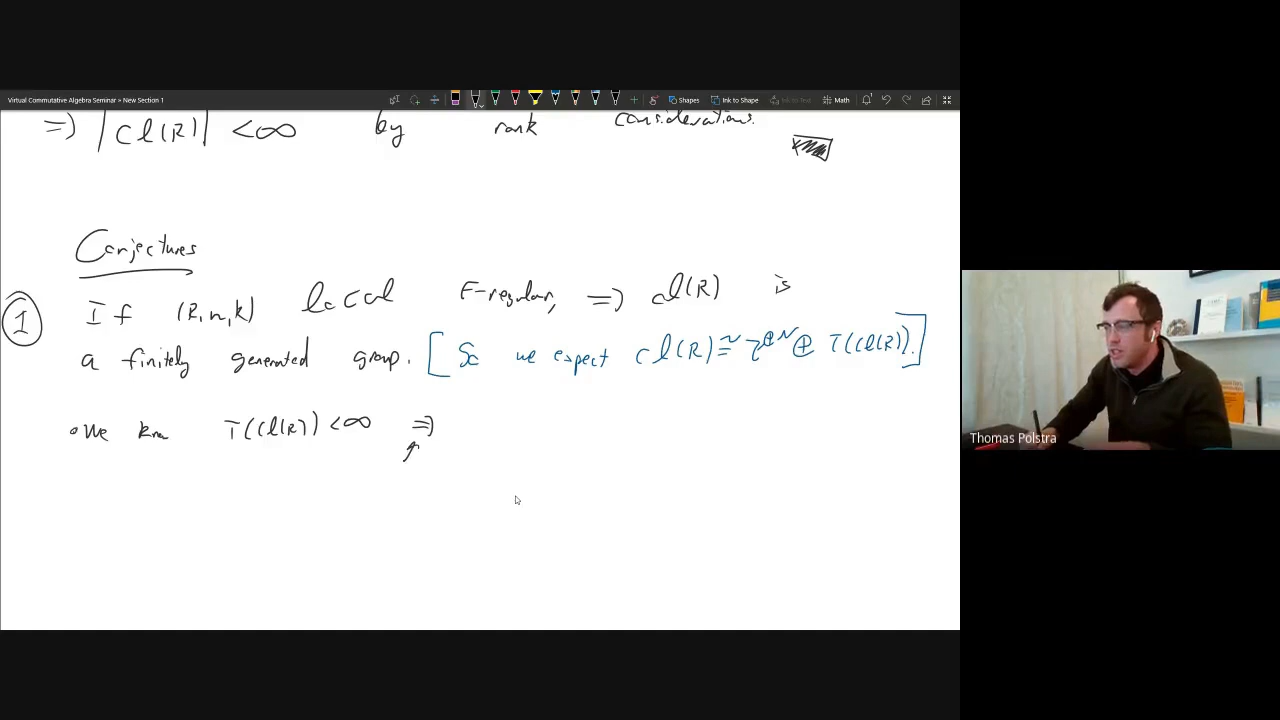 Virtual Commutative Algebra Seminar » New Section 1
Shapes Ink to Shape Ink to Text Math
=> |Cl(R)| < ∞ by rank considerations.
Conjectures
① If (R,m,k) local F-regular, => Cl(R) is
a finitely generated group. [So we expect Cl(R) ≅ Z^{⊕N} ⊕ T(Cl(R)).]
• We know T(Cl(R)) < ∞ =>
↑
Thomas Polstra